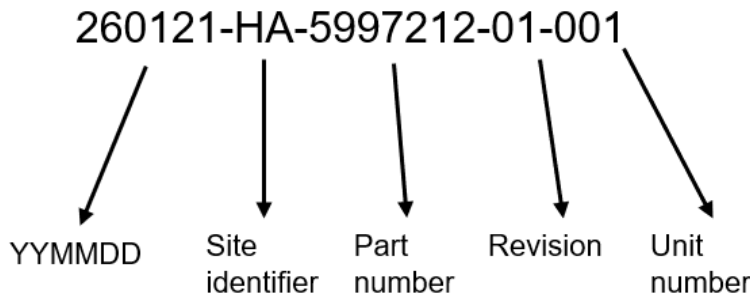 260121-HA-5997212-01-001
YYMMDD
Site
identifier
Part
number
Revision
Unit
number